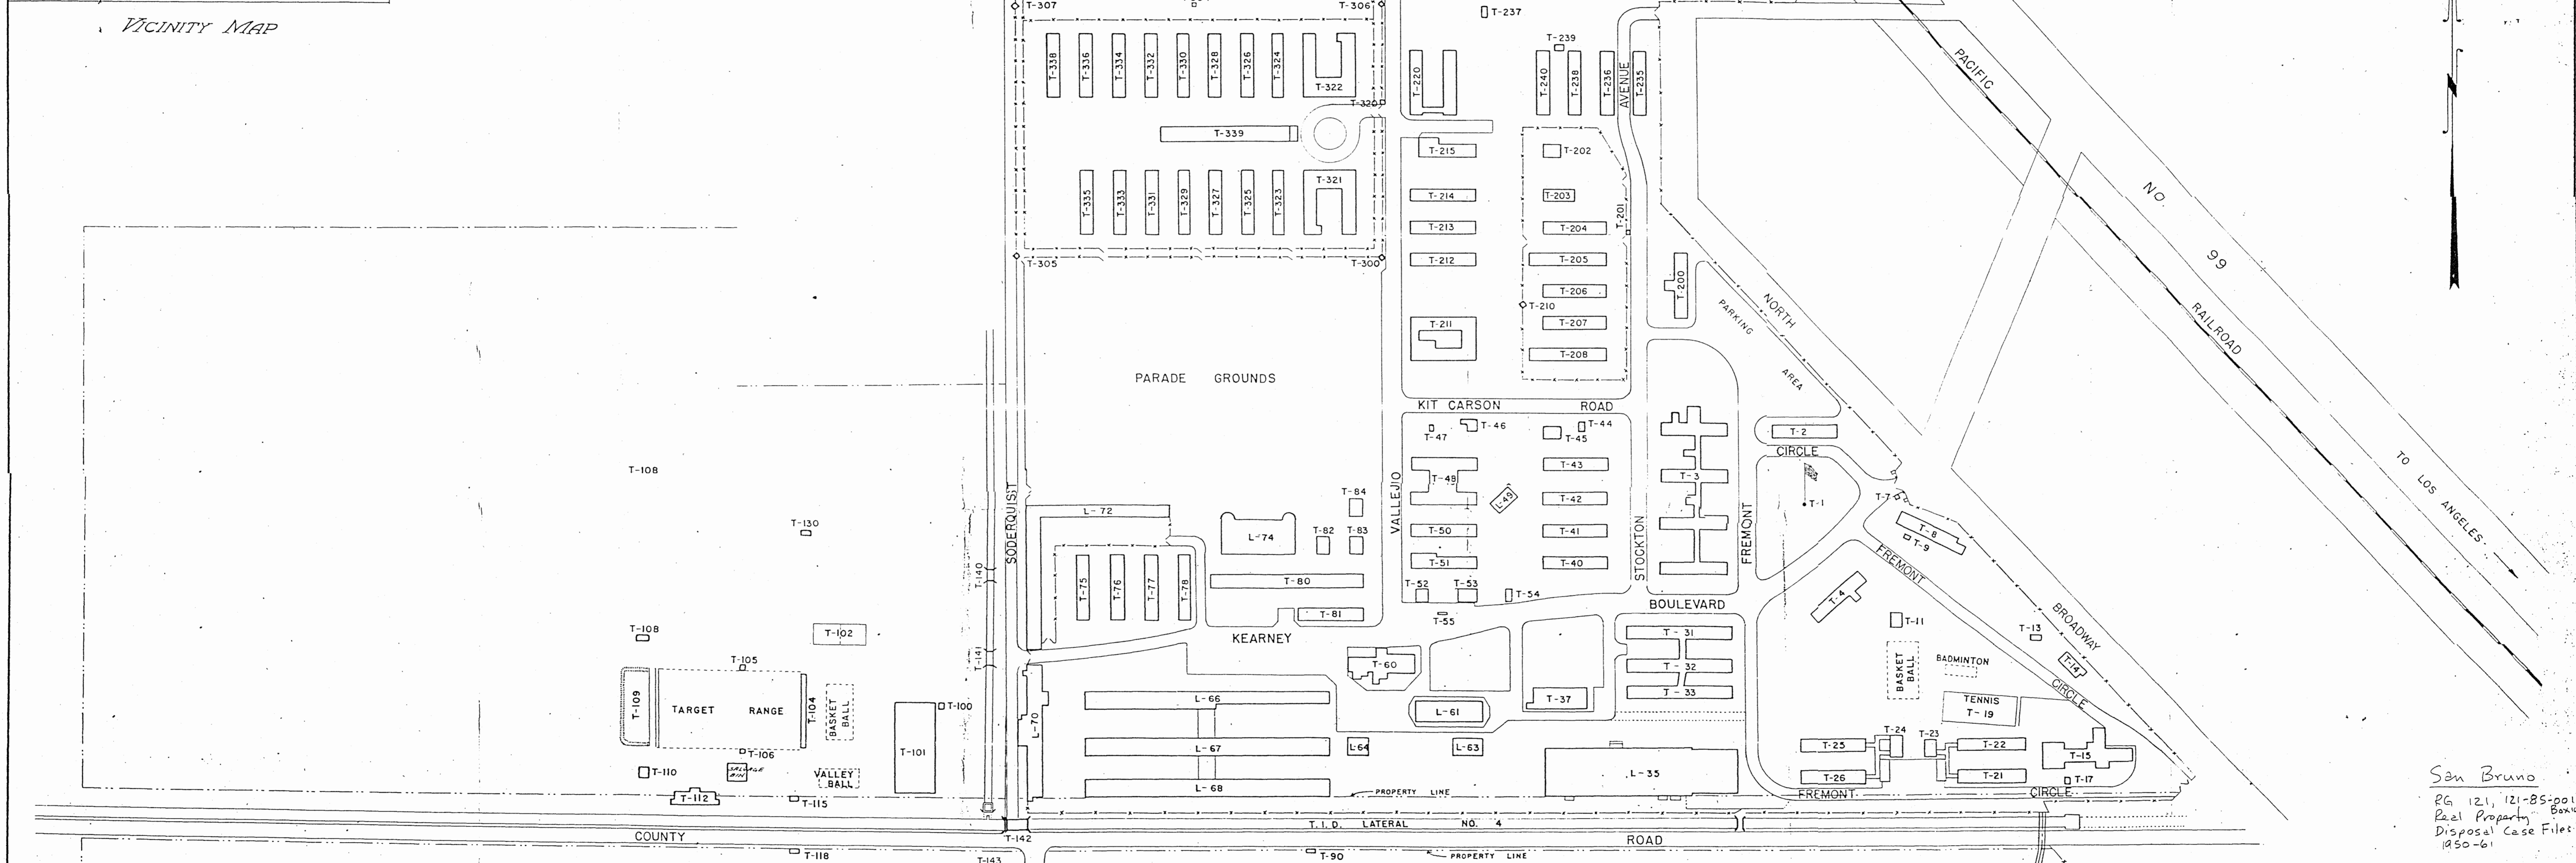 VICINITY MAP
T-307
T-306
T-237
T-239
T-338
T-336
T-334
T-332
T-330
T-328
T-326
T-324
T-322
T-320
T-220
T-240
T-238
T-236
AVENUE
T-235
PACIFIC
T-339
T-215
T-202
T-335
T-333
T-331
T-329
T-327
T-325
T-323
T-321
T-214
T-203
T-213
T-204
T-201
T-212
T-205
T-305
T-300
T-206
T-210
T-200
T-211
T-207
T-208
NORTH
PARKING
AREA
NO.
99
RAILROAD
TO LOS ANGELES
PARADE GROUNDS
KIT CARSON ROAD
T-47
T-46
T-45
T-44
T-2
CIRCLE
T-108
T-48
L-49
T-43
T-42
T-3
T-1
T-7
T-130
SODERQUIST
L-72
L-74
T-84
T-82
T-83
VALLEJO
T-50
T-41
T-51
T-40
STOCKTON
FREMONT
T-8
T-9
FREMONT
T-140
T-75
T-76
T-77
T-78
T-80
T-81
T-52
T-53
T-54
T-55
BOULEVARD
T-4
T-11
T-13
BROADWAY
T-14
T-108
T-102
T-141
KEARNEY
T-31
T-60
T-32
T-33
BASKET
BALL
BADMINTON
CIRCLE
T-105
T-109
TARGET RANGE
T-104
BASKET
BALL
T-100
T-101
L-70
L-66
L-61
T-37
TENNIS
T-19
T-106
T-110
SALVAGE
BIN
VALLEY
BALL
T-112
T-115
L-67
L-64
L-63
L-68
L-35
T-25
T-24
T-23
T-22
T-15
T-26
T-21
T-17
PROPERTY LINE
FREMONT
CIRCLE
T.I.D. LATERAL NO. 4
COUNTY
T-142
ROAD
T-118
T-143
T-90
PROPERTY LINE
San Bruno
RG 121, 121-85-001
Box
Real Property
Disposal Case Files
1950-61